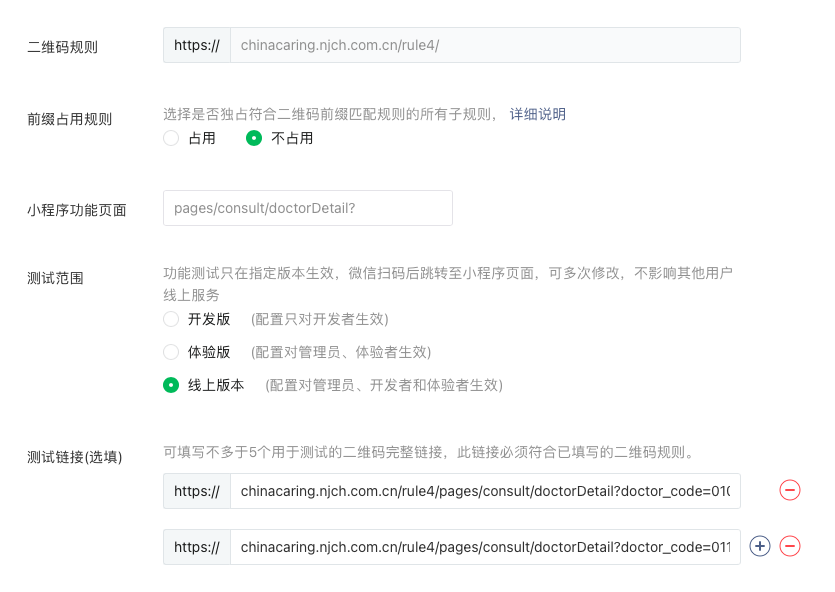 二维码规则
https:// chinacaring.njch.com.cn/rule4/
前缀占用规则
选择是否独占符合二维码前缀匹配规则的所有子规则， 详细说明
占用 不占用
小程序功能页面
pages/consult/doctorDetail?
测试范围
功能测试只在指定版本生效，微信扫码后跳转至小程序页面，可多次修改，不影响其他用户
线上服务
开发版 (配置只对开发者生效)
体验版 (配置对管理员、体验者生效)
线上版本 (配置对管理员、开发者和体验者生效)
测试链接(选填)
可填写不多于5个用于测试的二维码完整链接，此链接必须符合已填写的二维码规则。
https:// chinacaring.njch.com.cn/rule4/pages/consult/doctorDetail?doctor_code=010
https:// chinacaring.njch.com.cn/rule4/pages/consult/doctorDetail?doctor_code=011